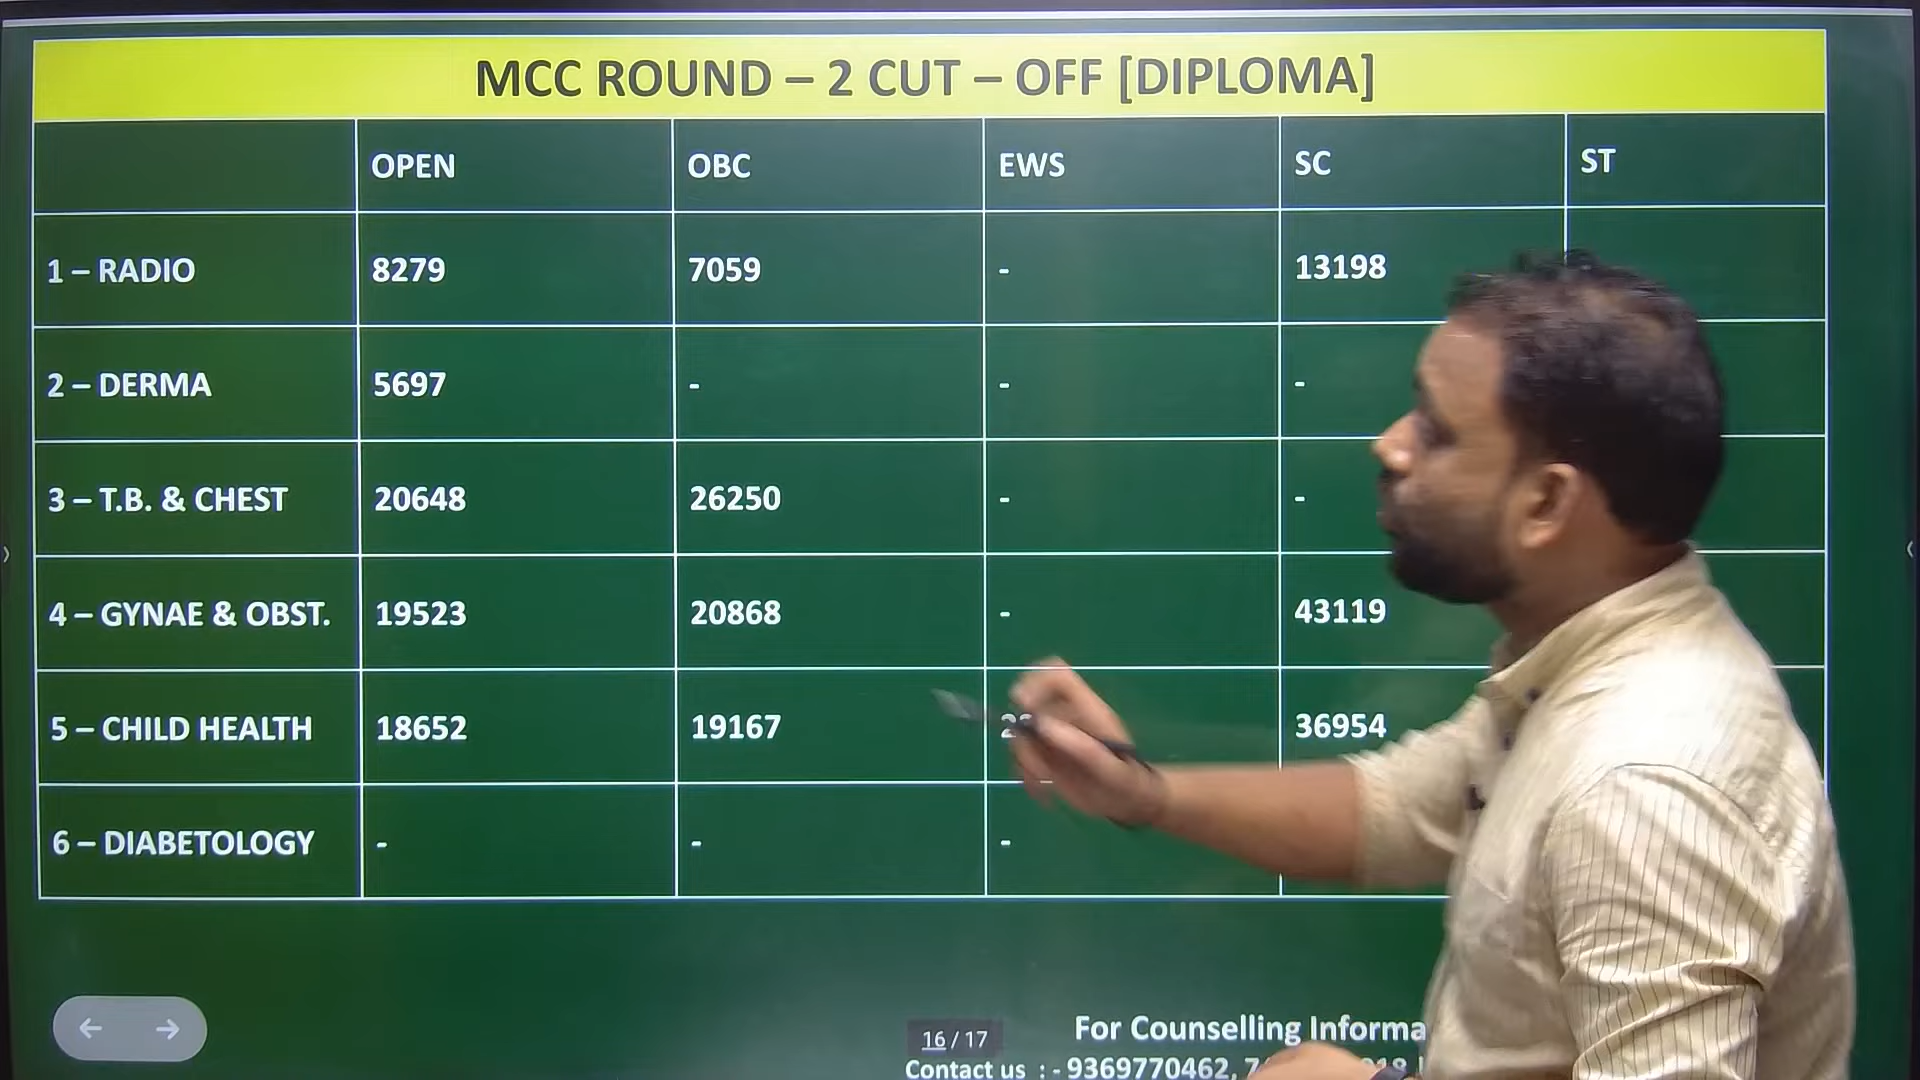 MCC ROUND – 2 CUT – OFF [DIPLOMA]
OPEN OBC EWS SC ST
1 – RADIO 8279 7059 - 13198
2 – DERMA 5697 - - -
3 – T.B. & CHEST 20648 26250 - -
4 – GYNAE & OBST. 19523 20868 - 43119
5 – CHILD HEALTH 18652 19167 36954
6 – DIABETOLOGY - - -
16 / 17
For Counselling
Contact us : - 9369770462,